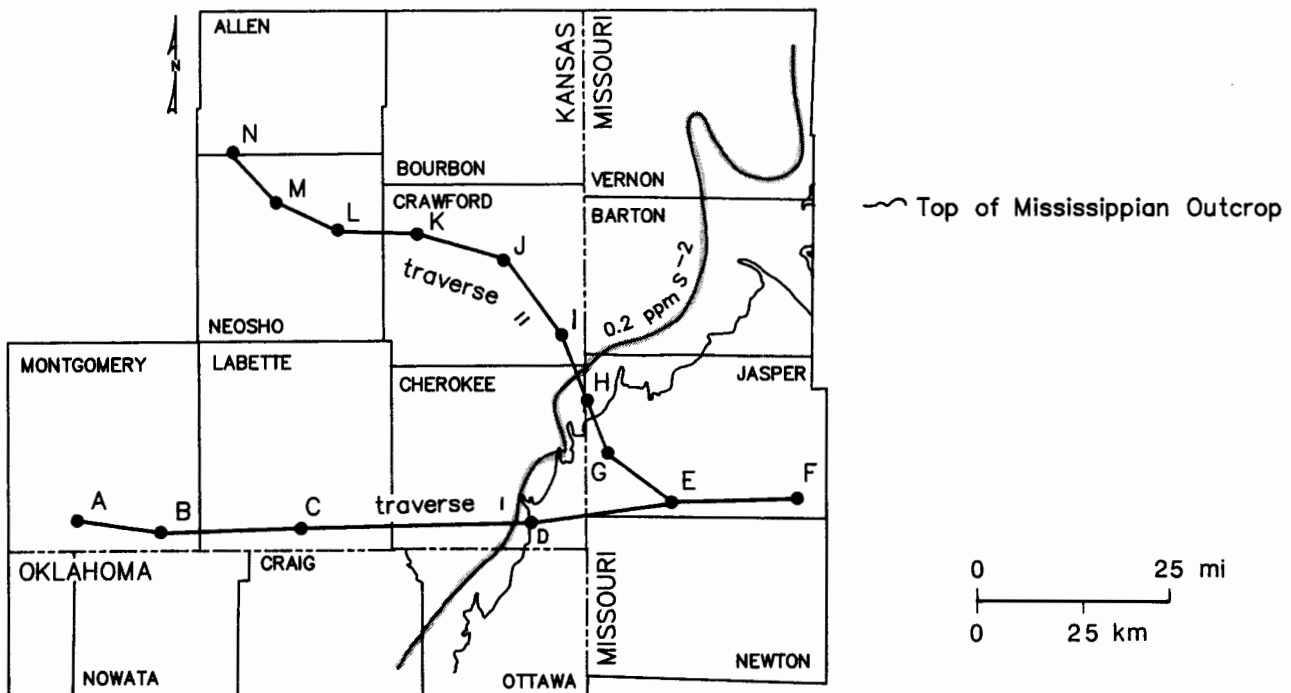 ALLEN
N
KANSAS
MISSOURI
N
BOURBON
VERNON
M
CRAWFORD
BARTON
L
K
J
Top of Mississippian Outcrop
traverse II
I
0.2 ppm S⁻²
NEOSHO
MONTGOMERY
LABETTE
CHEROKEE
JASPER
H
G
E
F
A
B
C
traverse I
D
OKLAHOMA
CRAIG
MISSOURI
0 25 mi
0 25 km
NOWATA
OTTAWA
NEWTON